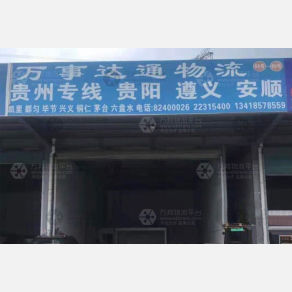 万事达通物流
贵州专线 贵阳 遵义 安顺
凯里 都匀 毕节 兴义 铜仁 茅台 六盘水 电话:82400026 22315400 13418578559